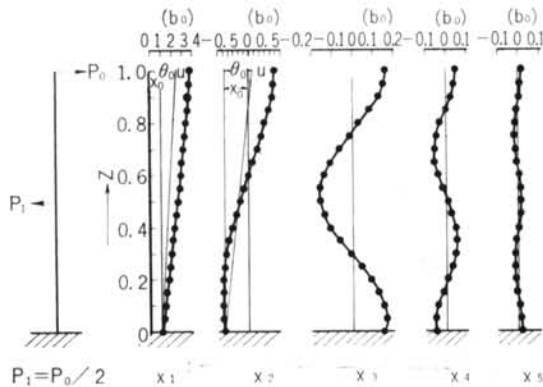 (b₀) (b₀) (b₀) (b₀) (b₀)
0 1 2 3 4 -0.5 0 0.5 -0.2 -0.1 0 0.1 0.2 -0.1 0 0.1 -0.1 0 0.1
P₀ 1.0 θ₀ u θ₀ u
x₀ x₀
0.8
Z
0.6
P₁
0.4
0.2
0
P₁=P₀/2 X₁ X₂ X₃ X₄ X₅